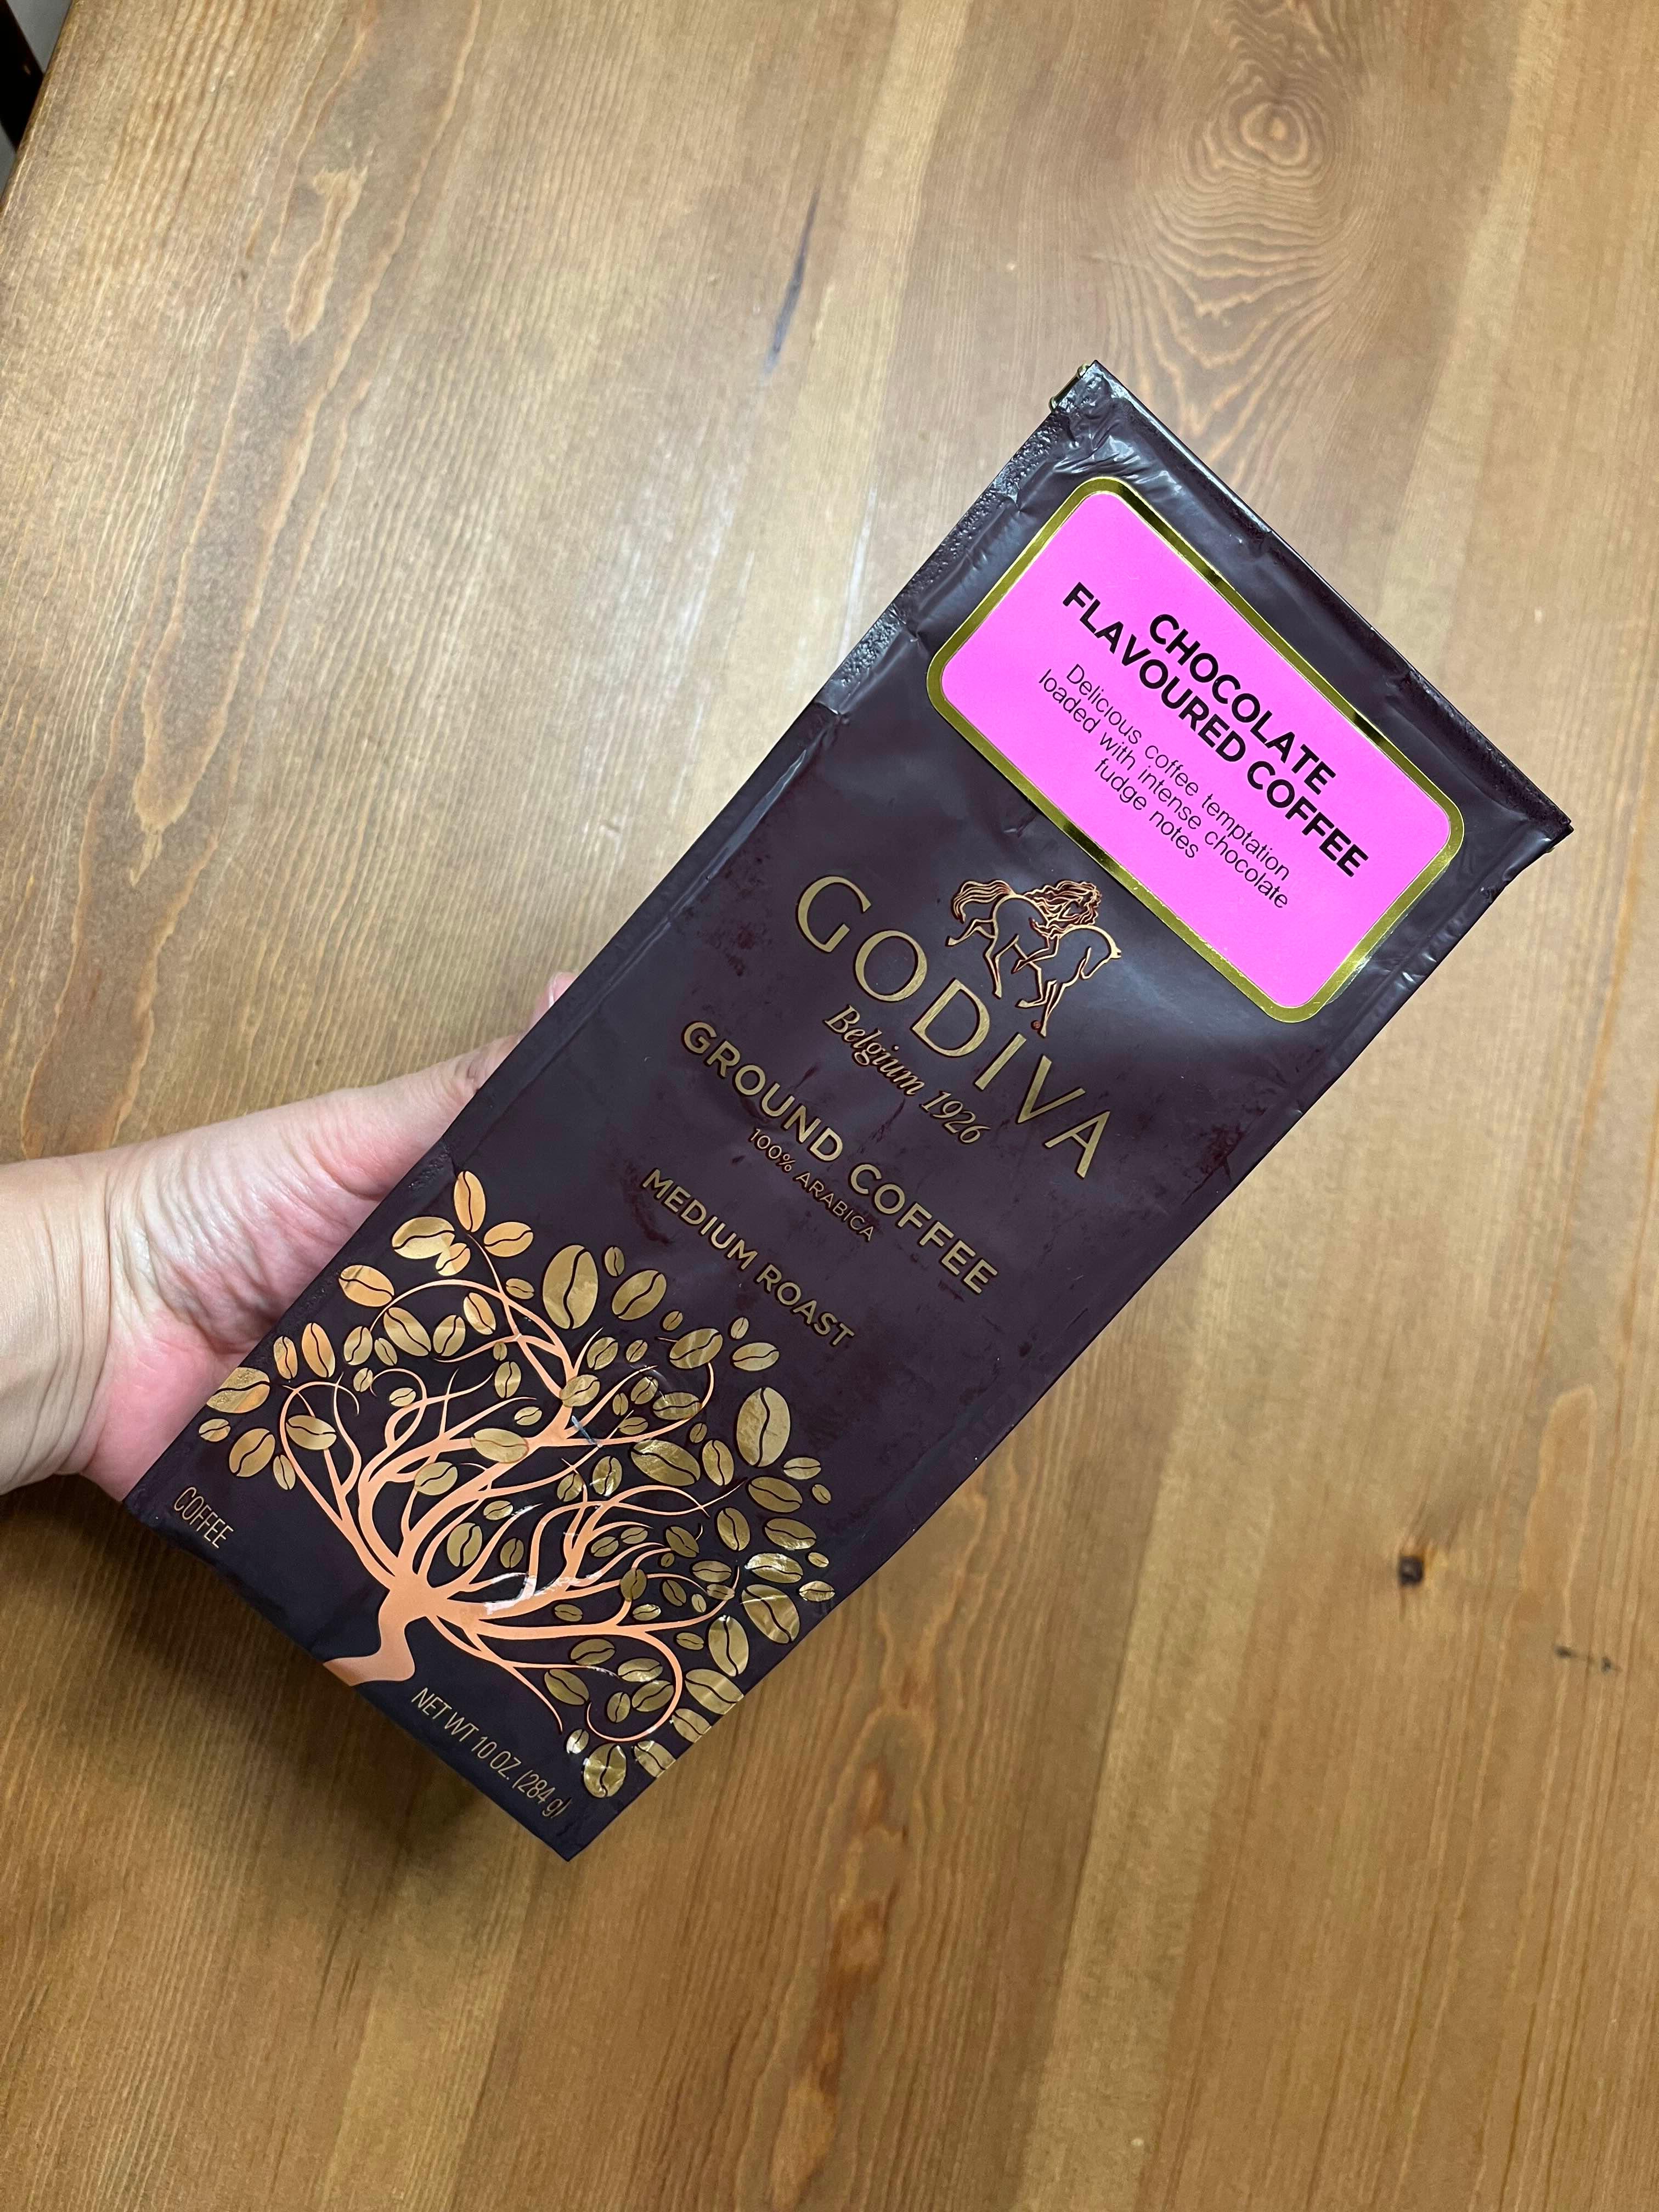 CHOCOLATE
FLAVOURED COFFEE
Delicious coffee temptation
loaded with intense chocolate
fudge notes
GODIVA
Belgium 1926
GROUND COFFEE
100% ARABICA
MEDIUM ROAST
COFFEE
NET WT 10 OZ. (284 g)